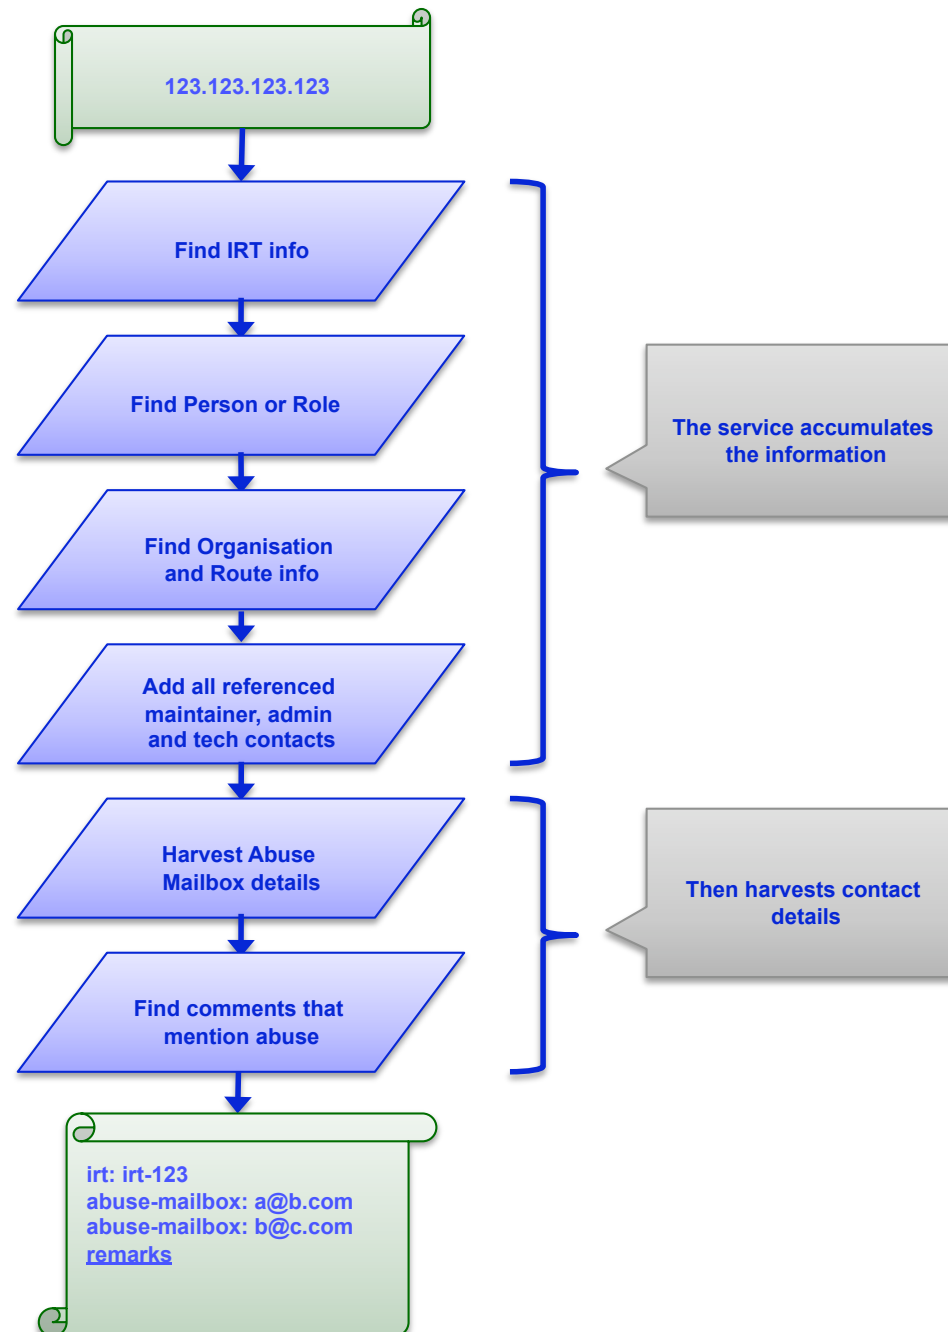 123.123.123.123
Find IRT info
Find Person or Role
The service accumulates
the information
Find Organisation
and Route info
Add all referenced
maintainer, admin
and tech contacts
Harvest Abuse
Mailbox details
Then harvests contact
details
Find comments that
mention abuse
irt: irt-123
abuse-mailbox: a@b.com
abuse-mailbox: b@c.com
remarks